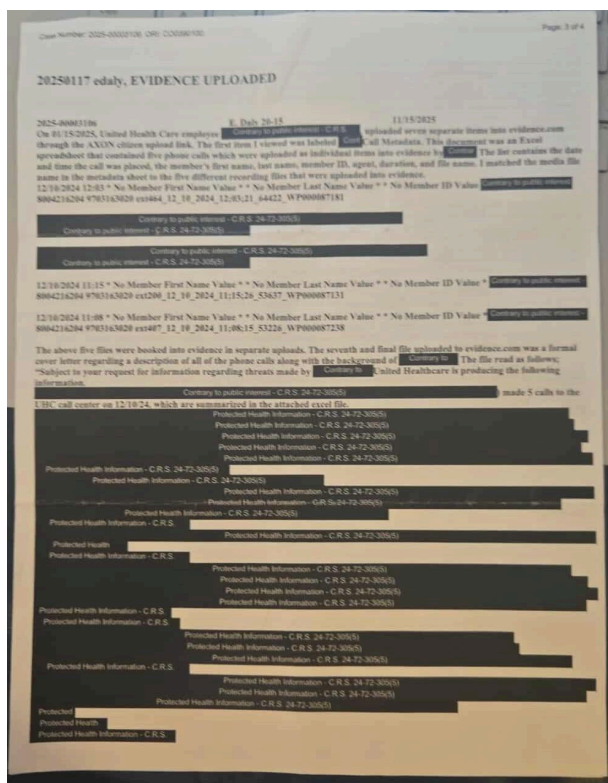 Case Number: 2025-00003106, ORI: CO0090100.
Page: 3 of 4
20250117 edaly, EVIDENCE UPLOADED
2025-00003106 E. Daly 20-15 11/15/2025
On 01/15/2025, United Health Care employee Contrary to public interest - C.R.S. uploaded seven separate items into evidence.com
through the AXON citizen upload link. The first item I viewed was labeled Call Metadata. This document was an Excel
spreadsheet that contained five phone calls which were uploaded as individual items into evidence by Contrar The list contains the date
and time the call was placed, the member's first name, last name, member ID, agent, duration, and file name. I matched the media file
name in the metadata sheet to the five different recording files that were uploaded into evidence.
12/10/2024 12:03 * No Member First Name Value * * No Member Last Name Value * * No Member ID Value Contrary to public interest
8004216204 9703163020 ext464_12_10_2024_12:03:21_64422_WP000087181
Contrary to public interest - C.R.S. 24-72-305(5)
Contrary to public interest - C.R.S. 24-72-305(5)
Contrary to public interest - C.R.S. 24-72-305(5)
Contrary to public interest - C.R.S. 24-72-305(5)
12/10/2024 11:15 * No Member First Name Value * * No Member Last Name Value * * No Member ID Value * Contrary to public interest -
8004216204 9703163020 ext200_12_10_2024_11:15:26_53637_WP000087131
12/10/2024 11:08 * No Member First Name Value * * No Member Last Name Value * * No Member ID Value * Contrary to public interest -
8004216204 9703163020 ext407_12_10_2024_11:08:15_53226_WP000087238
The above five files were booked into evidence in separate uploads. The seventh and final file uploaded to evidence.com was a formal
cover letter regarding a description of all of the phone calls along with the background of Contrary to The file read as follows;
"Subject to your request for information regarding threats made by Contrary to United Healthcare is producing the following
information.
Contrary to public interest - C.R.S. 24-72-305(5) ) made 5 calls to the
UHC call center on 12/10/24, which are summarized in the attached excel file.
Protected Health Information - C.R.S. 24-72-305(5)
Protected Health Information - C.R.S. 24-72-305(5)
Protected Health Information - C.R.S. 24-72-305(5)
Protected Health Information - C.R.S. 24-72-305(5)
Protected Health Information - C.R.S. 24-72-305(5)
Protected Health Information - C.R.S. 24-72-305(5)
Protected Health Information - C.R.S. 24-72-305(5)
Protected Health Information - C.R.S. 24-72-305(5)
Protected Health Information - C.R.S. 24-72-305(5)
Protected Health Information - C.R.S. 24-72-305(5)
Protected Health Information - C.R.S.
Protected Health Information - C.R.S. 24-72-305(5)
Protected Health
Protected Health Information - C.R.S.
Protected Health Information - C.R.S. 24-72-305(5)
Protected Health Information - C.R.S. 24-72-305(5)
Protected Health Information - C.R.S. 24-72-305(5)
Protected Health Information - C.R.S. 24-72-305(5)
Protected Health Information - C.R.S.
Protected Health Information - C.R.S.
Protected Health Information - C.R.S. 24-72-305(5)
Protected Health Information - C.R.S. 24-72-305(5)
Protected Health Information - C.R.S. 24-72-305(5)
Protected Health Information - C.R.S.
Protected Health Information - C.R.S. 24-72-305(5)
Protected Health Information - C.R.S. 24-72-305(5)
Protected Health Information - C.R.S. 24-72-305(5)
Protected
Protected Health
Protected Health Information - C.R.S.